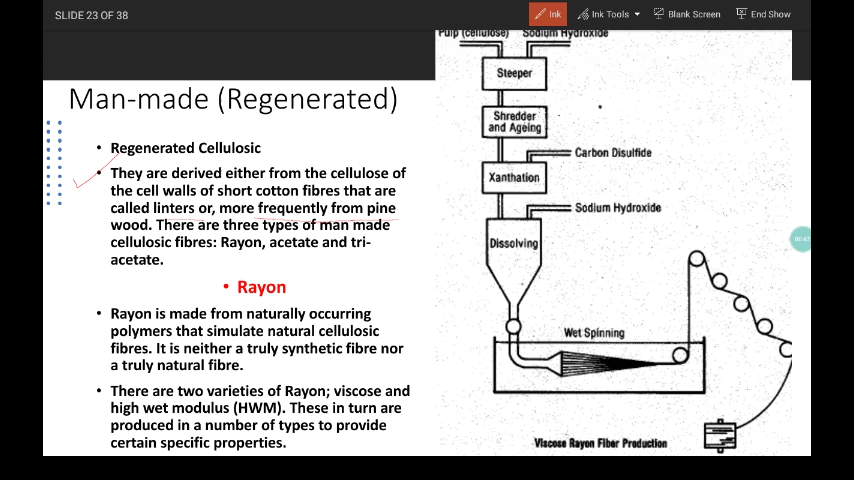 SLIDE 23 OF 38
Ink
Ink Tools
Blank Screen
End Show
Man-made (Regenerated)
• Regenerated Cellulosic
• They are derived either from the cellulose of
the cell walls of short cotton fibres that are
called linters or, more frequently from pine
wood. There are three types of man made
cellulosic fibres: Rayon, acetate and tri-
acetate.
• Rayon
• Rayon is made from naturally occurring
polymers that simulate natural cellulosic
fibres. It is neither a truly synthetic fibre nor
a truly natural fibre.
• There are two varieties of Rayon; viscose and
high wet modulus (HWM). These in turn are
produced in a number of types to provide
certain specific properties.
Pulp (cellulose)
Sodium Hydroxide
Steeper
Shredder
and Ageing
Carbon Disulfide
Xanthation
Sodium Hydroxide
Dissolving
Wet Spinning
Viscose Rayon Fiber Production